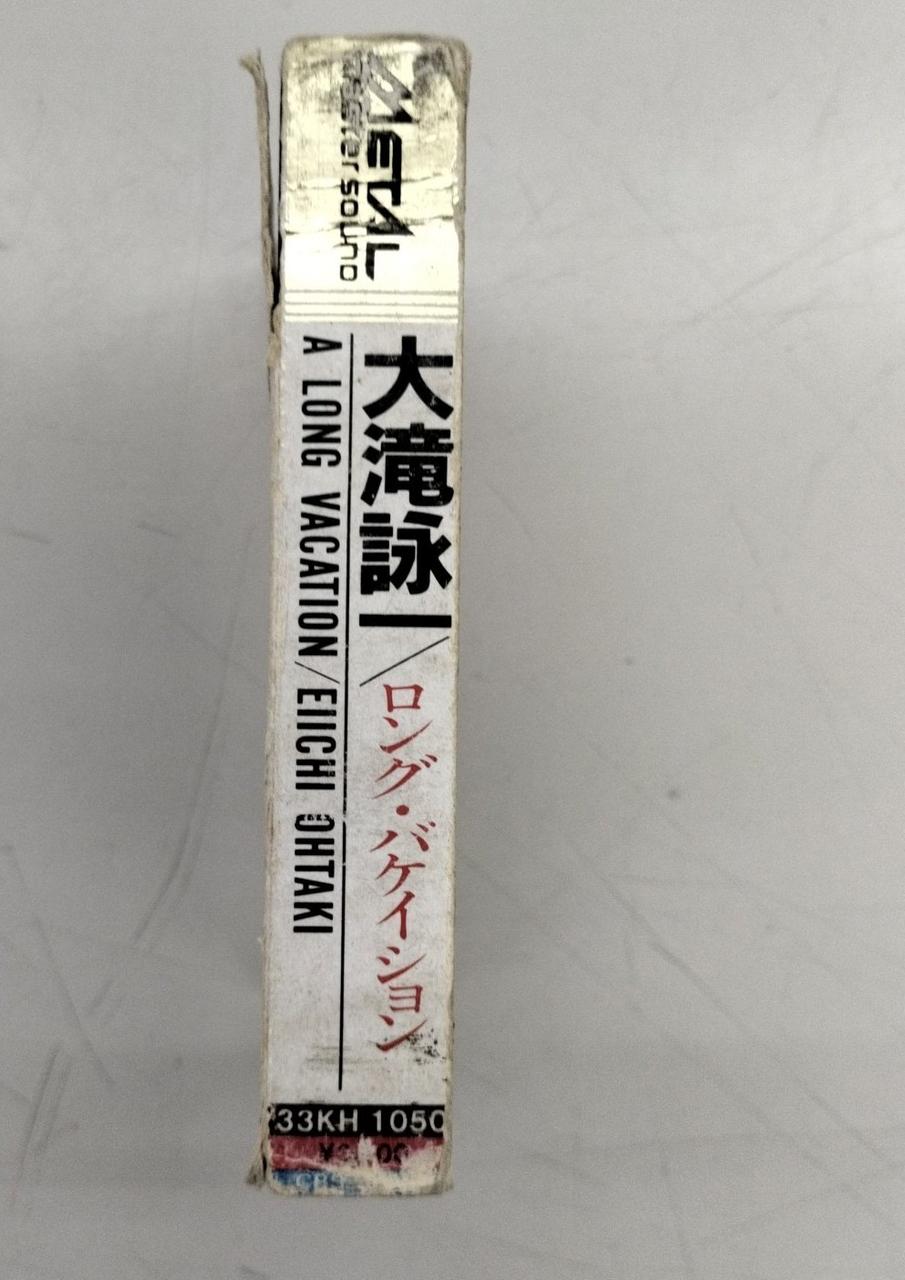 METAL
master sound
大滝詠一/ロング・バケイション
A LONG VACATION/EIICHI OHTAKI
33KH 1050